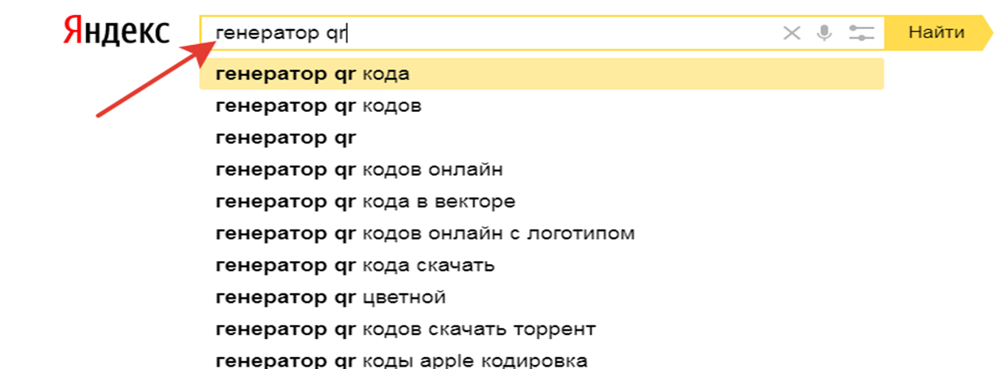 Яндекс генератор qr Найти
генератор qr кода
генератор qr кодов
генератор qr
генератор qr кодов онлайн
генератор qr кода в векторе
генератор qr кодов онлайн с логотипом
генератор qr кода скачать
генератор qr цветной
генератор qr кодов скачать торрент
генератор qr коды apple кодировка